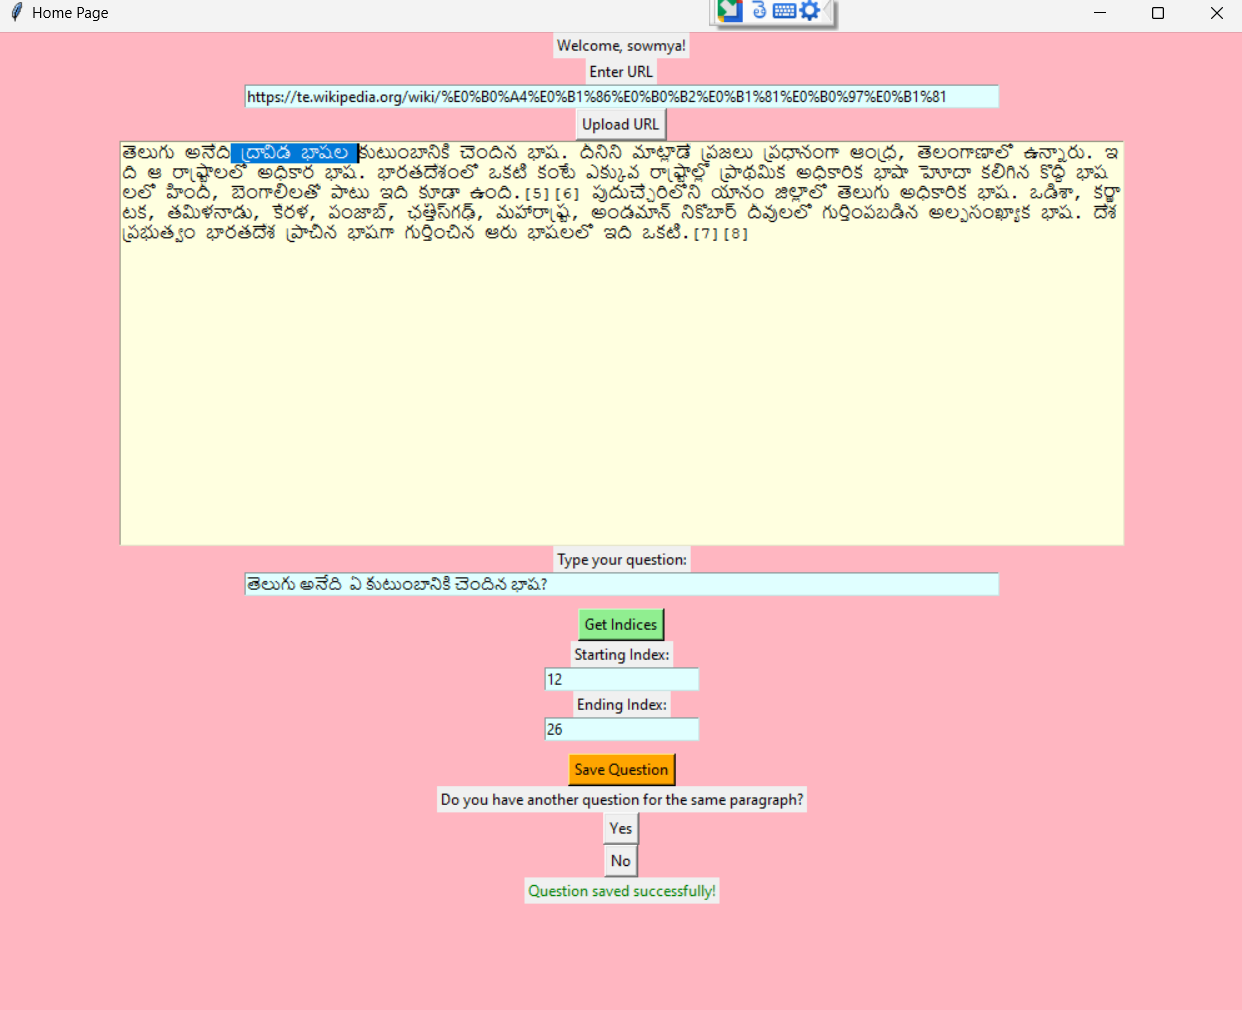 Home Page
తె
Welcome, sowmya!
Enter URL
https://te.wikipedia.org/wiki/%E0%B0%A4%E0%B1%86%E0%B0%B2%E0%B1%81%E0%B0%97%E0%B1%81
Upload URL
తెలుగు అనేది ద్రావిడ భాషల కుటుంబానికి చెందిన భాష. దీనిని మాట్లాడే ప్రజలు ప్రధానంగా ఆంధ్ర, తెలంగాణాలో ఉన్నారు. ఇ
ది ఆ రాష్ట్రాలలో అధికార భాష. భారతదేశంలో ఒకటి కంటే ఎక్కువ రాష్ట్రాల్లో ప్రాథమిక అధికారిక భాషా హోదా కలిగిన కొద్ది భాష
లలో హిందీ, బెంగాలీలతో పాటు ఇది కూడా ఉంది.[5][6] పుదుచ్చేరిలోని యానం జిల్లాలో తెలుగు అధికారిక భాష. ఒడిశా, కర్ణా
టక, తమిళనాడు, కేరళ, పంజాబ్, ఛత్తీస్‌గఢ్, మహారాష్ట్ర, అండమాన్ నికోబార్ దీవులలో గుర్తింపబడిన అల్పసంఖ్యాక భాష. దేశ
ప్రభుత్వం భారతదేశ ప్రాచీన భాషగా గుర్తించిన ఆరు భాషలలో ఇది ఒకటి.[7][8]
Type your question:
తెలుగు అనేది ఏ కుటుంబానికి చెందిన భాష?
Get Indices
Starting Index:
12
Ending Index:
26
Save Question
Do you have another question for the same paragraph?
Yes
No
Question saved successfully!